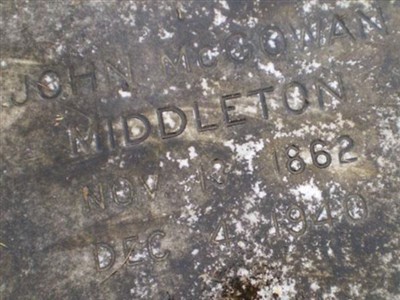 JOHN MCGOWAN
MIDDLETON
NOV 1862
DEC 4 1940